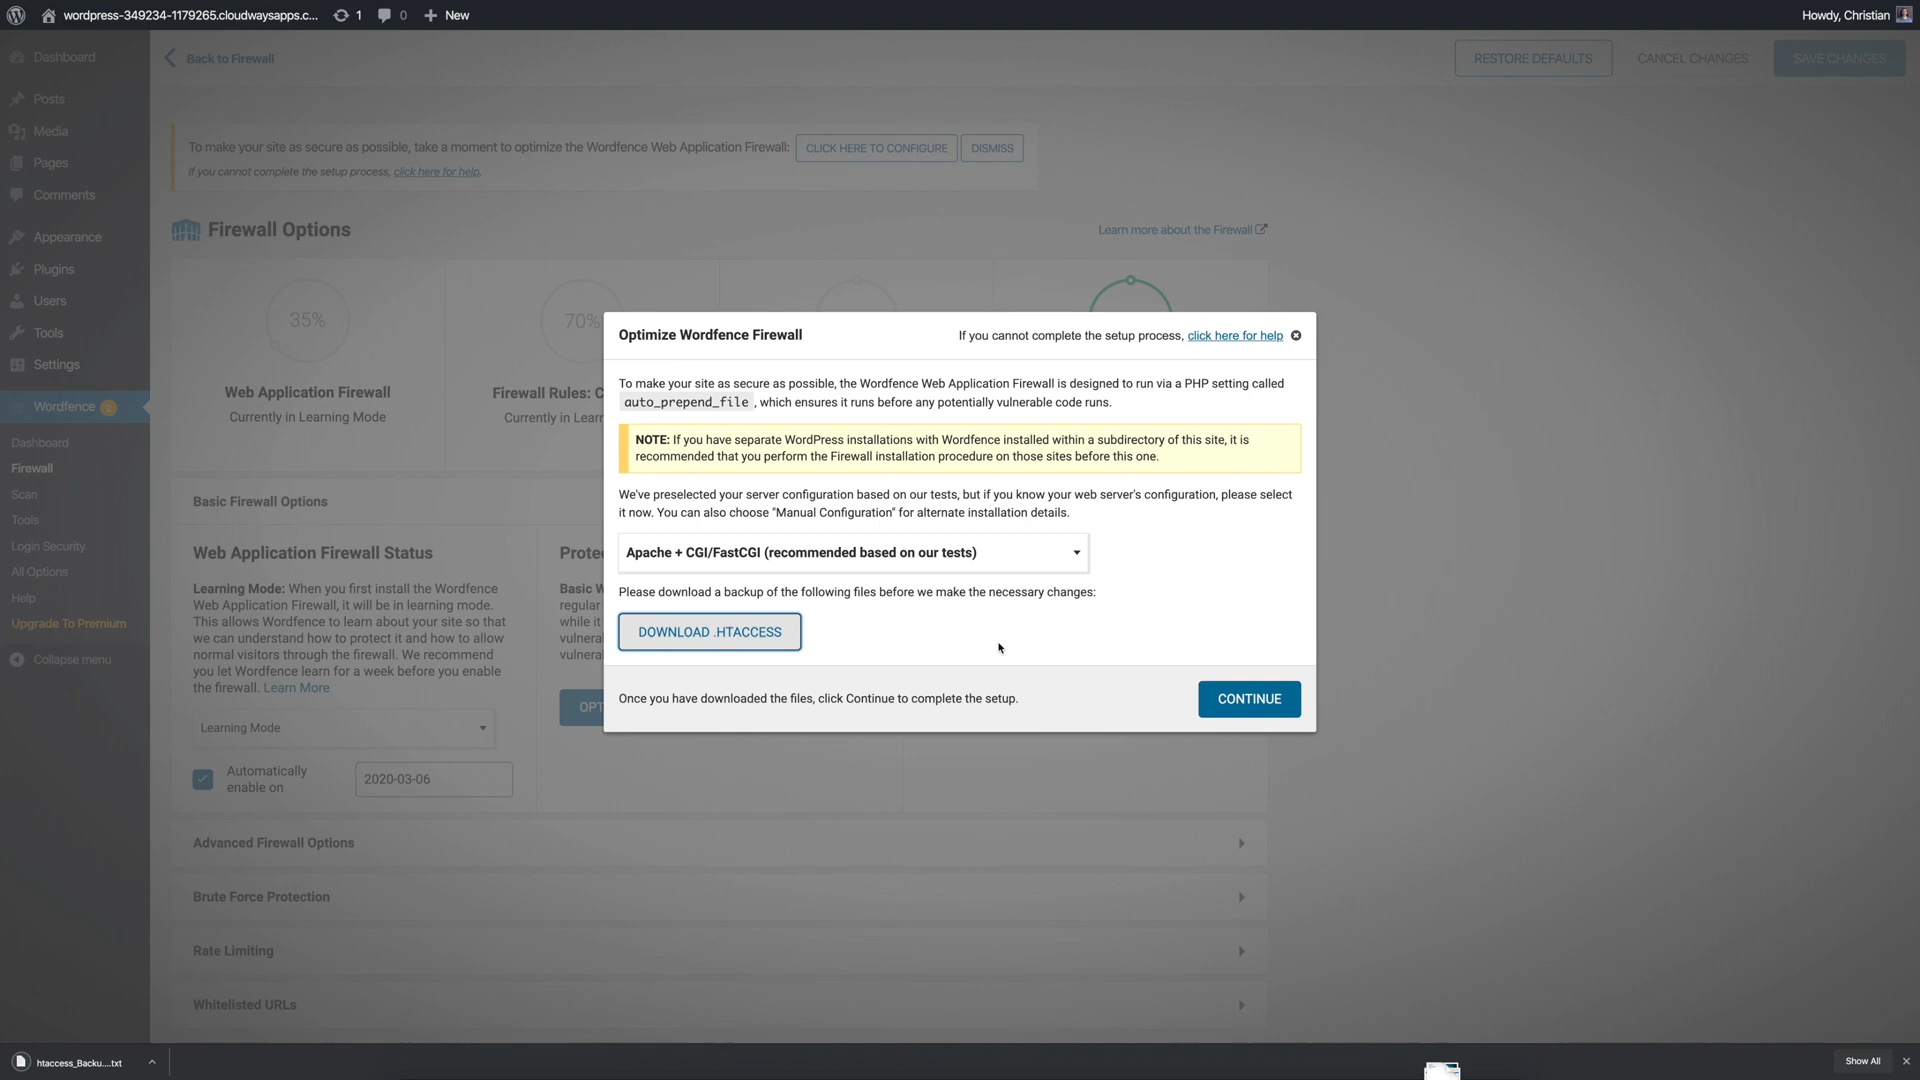 wordpress-349234-1179265.cloudwaysapps.c... 1 0 New
Howdy, Christian
Dashboard
Posts
Media
Pages
Comments
Appearance
Plugins
Users
Tools
Settings
Wordfence 2
Dashboard
Firewall
Scan
Tools
Login Security
All Options
Help
Upgrade To Premium
Collapse menu
Back to Firewall
RESTORE DEFAULTS
CANCEL CHANGES
SAVE CHANGES
To make your site as secure as possible, take a moment to optimize the Wordfence Web Application Firewall: CLICK HERE TO CONFIGURE DISMISS
If you cannot complete the setup process, click here for help.
Firewall Options
Learn more about the Firewall
35%
Web Application Firewall
Currently in Learning Mode
70%
Firewall Rules: C
Currently in Lear
Optimize Wordfence Firewall
If you cannot complete the setup process, click here for help
To make your site as secure as possible, the Wordfence Web Application Firewall is designed to run via a PHP setting called
auto_prepend_file , which ensures it runs before any potentially vulnerable code runs.
NOTE: If you have separate WordPress installations with Wordfence installed within a subdirectory of this site, it is
recommended that you perform the Firewall installation procedure on those sites before this one.
We've preselected your server configuration based on our tests, but if you know your web server's configuration, please select
it now. You can also choose "Manual Configuration" for alternate installation details.
Apache + CGI/FastCGI (recommended based on our tests)
Please download a backup of the following files before we make the necessary changes:
DOWNLOAD .HTACCESS
Once you have downloaded the files, click Continue to complete the setup.
CONTINUE
Basic Firewall Options
Web Application Firewall Status
Learning Mode: When you first install the Wordfence
Web Application Firewall, it will be in learning mode.
This allows Wordfence to learn about your site so that
we can understand how to protect it and how to allow
normal visitors through the firewall. We recommend
you let Wordfence learn for a week before you enable
the firewall. Learn More
Learning Mode
Automatically
enable on
2020-03-06
Prote
Basic W
regular
while it
vulnera
vulnera
OPT
Advanced Firewall Options
Brute Force Protection
Rate Limiting
Whitelisted URLs
htaccess_Backu....txt
Show All